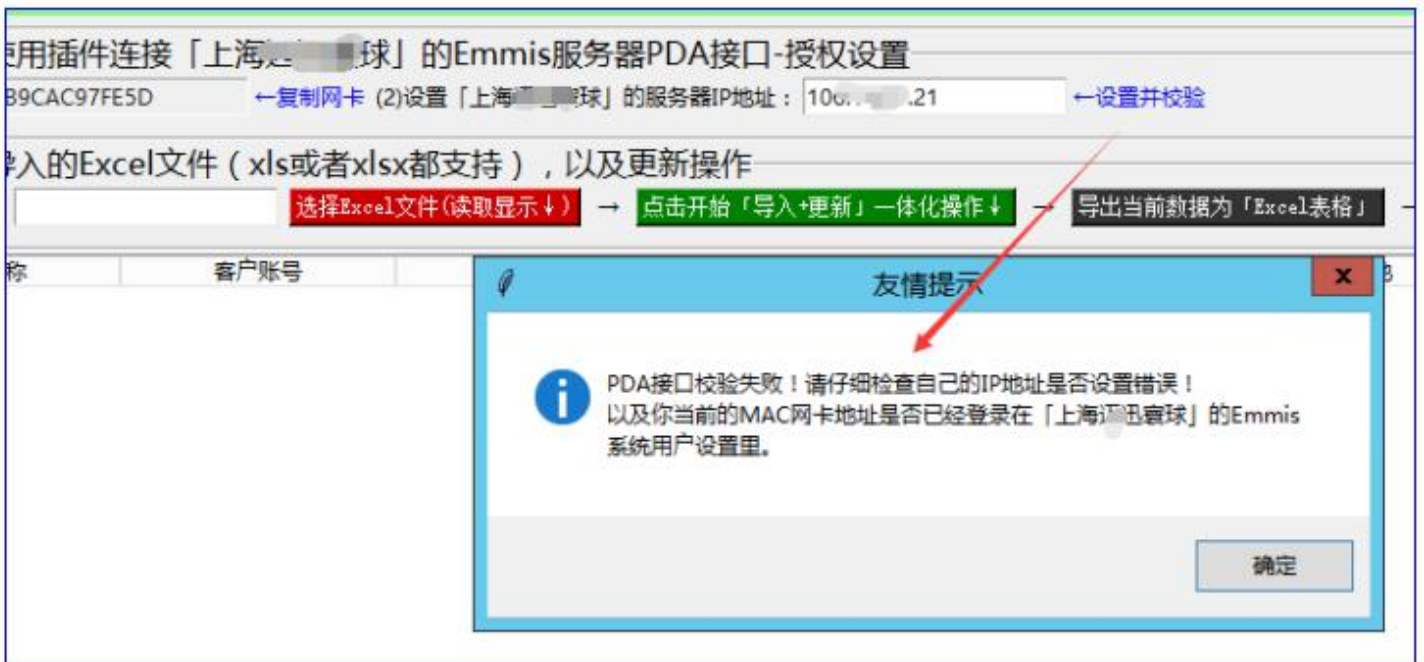 使用插件连接「上海 球」的Emmis服务器PDA接口-授权设置
39CAC97FE5D ←复制网卡 (2)设置「上海 球」的服务器IP地址: 106. .21 ←设置并校验
导入的Excel文件(xls或者xlsx都支持),以及更新操作
选择Excel文件(读取显示↓) → 点击开始「导入+更新」一体化操作↓ → 导出当前数据为「Excel表格」 →
称 客户账号
友情提示 x
PDA接口校验失败!请仔细检查自己的IP地址是否设置错误!
以及你当前的MAC网卡地址是否已经登录在「上海 迅寰球」的Emmis
系统用户设置里。
确定